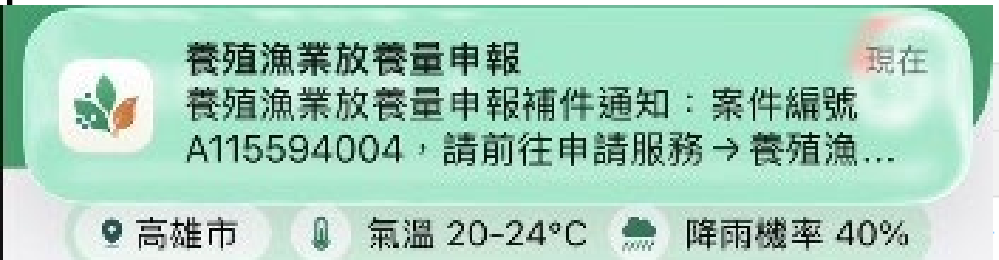 養殖漁業放養量申報
現在
養殖漁業放養量申報補件通知：案件編號
A115594004，請前往申請服務→養殖漁...
高雄市 氣溫 20-24°C 降雨機率 40%